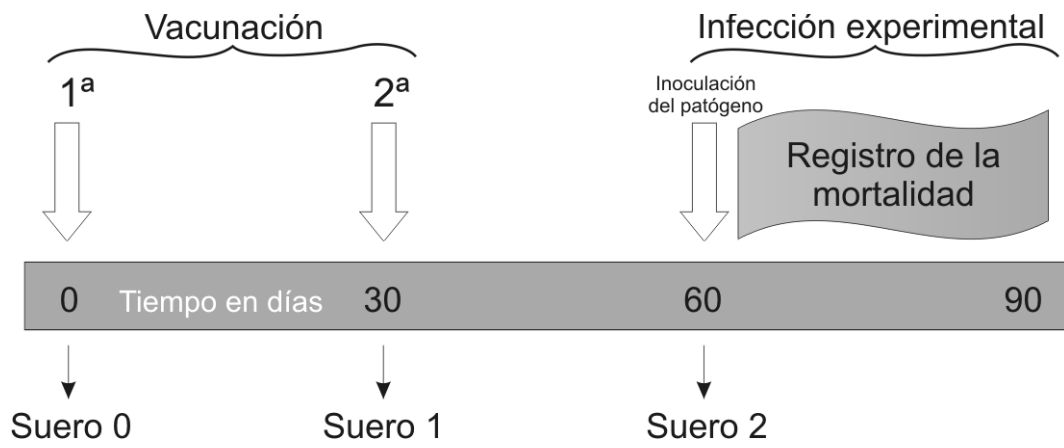 Vacunación
Infección experimental
1ª
2ª
Inoculación
del patógeno
Registro de la
mortalidad
0 Tiempo en días 30 60 90
Suero 0 Suero 1 Suero 2